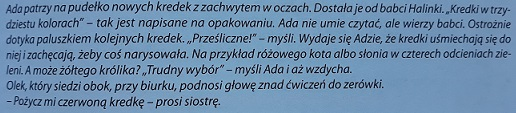 Ada patrzy na pudełko nowych kredek z zachwytem w oczach. Dostała je od babci Halinki. „Kredki w trzy-
dziestu kolorach” – tak jest napisane na opakowaniu. Ada nie umie czytać, ale wierzy babci. Ostrożnie
dotyka paluszkiem kolejnych kredek. „Prześliczne!” – myśli. Wydaje się Adzie, że kredki uśmiechają się do
niej i zachęcają, żeby coś narysowała. Na przykład różowego kota albo słonia w czterech odcieniach zie-
leni. A może żółtego królika? „Trudny wybór” – myśli Ada i aż wzdycha.
Olek, który siedzi obok, przy biurku, podnosi głowę znad ćwiczeń do zerówki.
– Pożycz mi czerwoną kredkę – prosi siostrę.